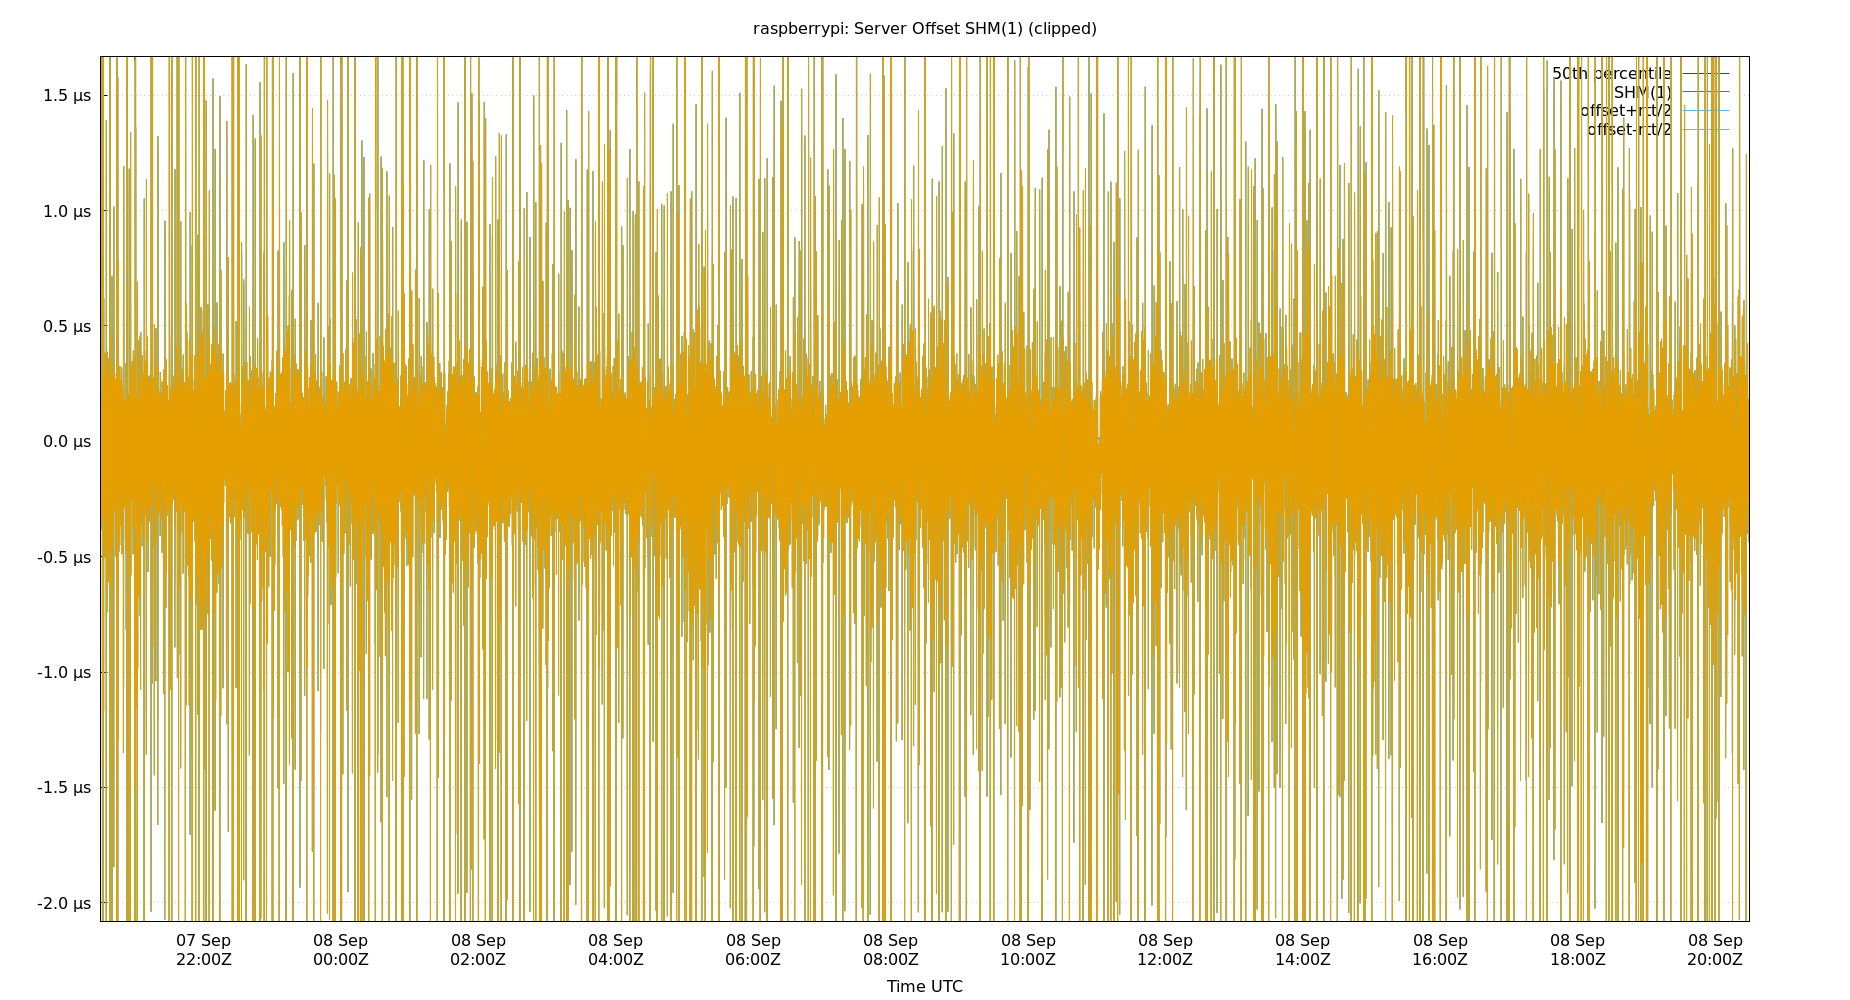 raspberrypi: Server Offset SHM(1) (clipped)
50th percentile
SHM(1)
offset+rtt/2
offset-rtt/2
1.5 μs
1.0 μs
0.5 μs
0.0 μs
-0.5 μs
-1.0 μs
-1.5 μs
-2.0 μs
07 Sep 08 Sep 08 Sep 08 Sep 08 Sep 08 Sep 08 Sep 08 Sep 08 Sep 08 Sep 08 Sep 08 Sep
22:00Z 00:00Z 02:00Z 04:00Z 06:00Z 08:00Z 10:00Z 12:00Z 14:00Z 16:00Z 18:00Z 20:00Z
Time UTC